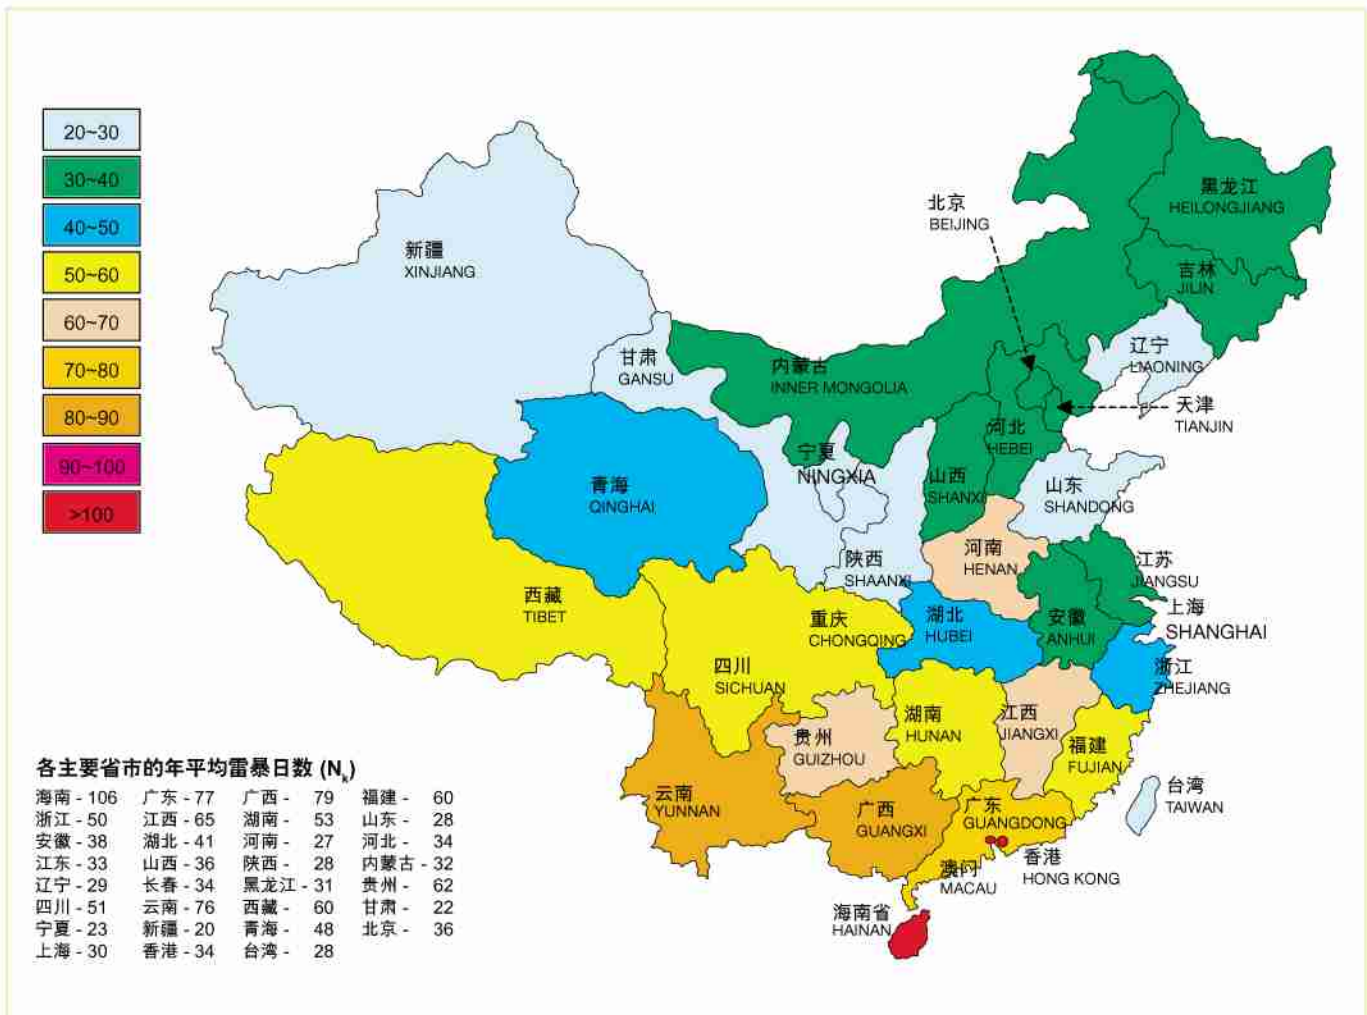 20~30
30~40
40~50
50~60
60~70
70~80
80~90
90~100
>100
黑龙江
HEILONGJIANG
北京
BEIJING
吉林
JILIN
新疆
XINJIANG
辽宁
LIAONING
甘肃
GANSU
内蒙古
INNER MONGOLIA
天津
TIANJIN
河北
HEBEI
宁夏
NINGXIA
山西
SHANXI
山东
SHANDONG
青海
QINGHAI
河南
HENAN
陕西
SHAANXI
江苏
JIANGSU
西藏
TIBET
上海
SHANGHAI
重庆
CHONGQING
湖北
HUBEI
安徽
ANHUI
四川
SICHUAN
浙江
ZHEJIANG
湖南
HUNAN
江西
JIANGXI
贵州
GUIZHOU
福建
FUJIAN
台湾
TAIWAN
云南
YUNNAN
广西
GUANGXI
广东
GUANGDONG
香港
HONG KONG
澳门
MACAU
海南省
HAINAN
各主要省市的年平均雷暴日数 (Nk)
海南 - 106 广东 - 77 广西 - 79 福建 - 60
浙江 - 50 江西 - 65 湖南 - 53 山东 - 28
安徽 - 38 湖北 - 41 河南 - 27 河北 - 34
江东 - 33 山西 - 36 陕西 - 28 内蒙古 - 32
辽宁 - 29 长春 - 34 黑龙江 - 31 贵州 - 62
四川 - 51 云南 - 76 西藏 - 60 甘肃 - 22
宁夏 - 23 新疆 - 20 青海 - 48 北京 - 36
上海 - 30 香港 - 34 台湾 - 28